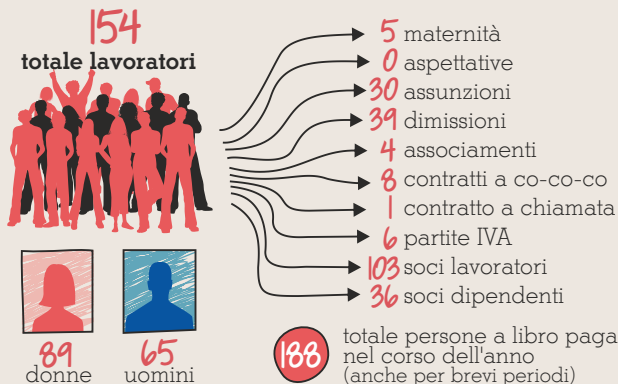 154
totale lavoratori
5 maternità
0 aspettative
30 assunzioni
39 dimissioni
4 associamenti
8 contratti a co-co-co
1 contratto a chiamata
6 partite IVA
103 soci lavoratori
36 soci dipendenti
89
donne
65
uomini
188
totale persone a libro paga
nel corso dell'anno
(anche per brevi periodi)